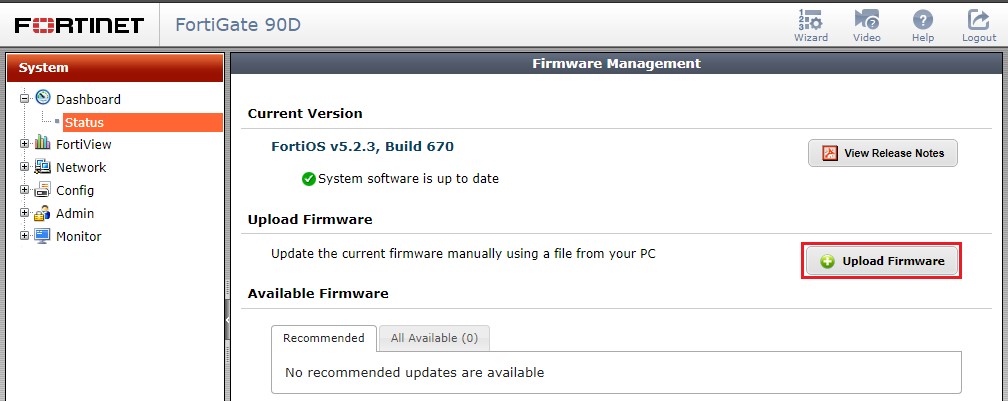 FORTINET
FortiGate 90D
Wizard
Video
Help
Logout
System
Dashboard
Status
FortiView
Network
Config
Admin
Monitor
Firmware Management
Current Version
FortiOS v5.2.3, Build 670
View Release Notes
System software is up to date
Upload Firmware
Update the current firmware manually using a file from your PC
Upload Firmware
Available Firmware
Recommended
All Available (0)
No recommended updates are available